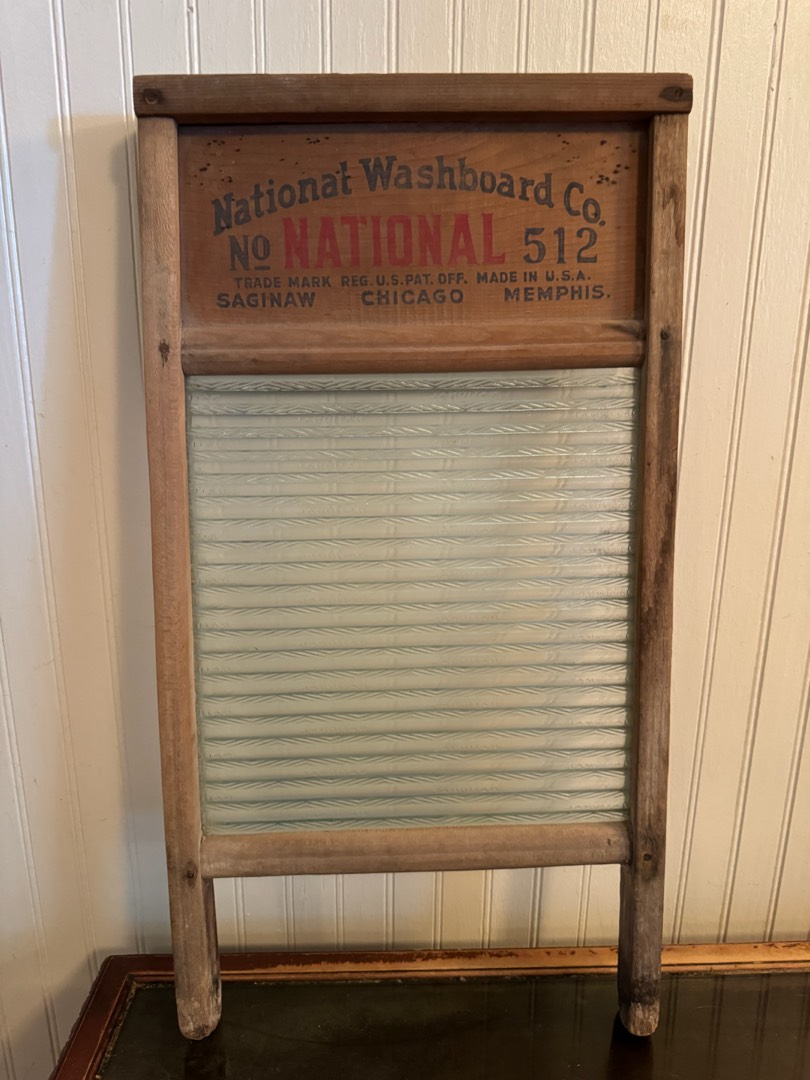 National Washboard Co.
No NATIONAL 512
TRADE MARK REG. U.S. PAT. OFF. MADE IN U.S.A.
SAGINAW CHICAGO MEMPHIS.